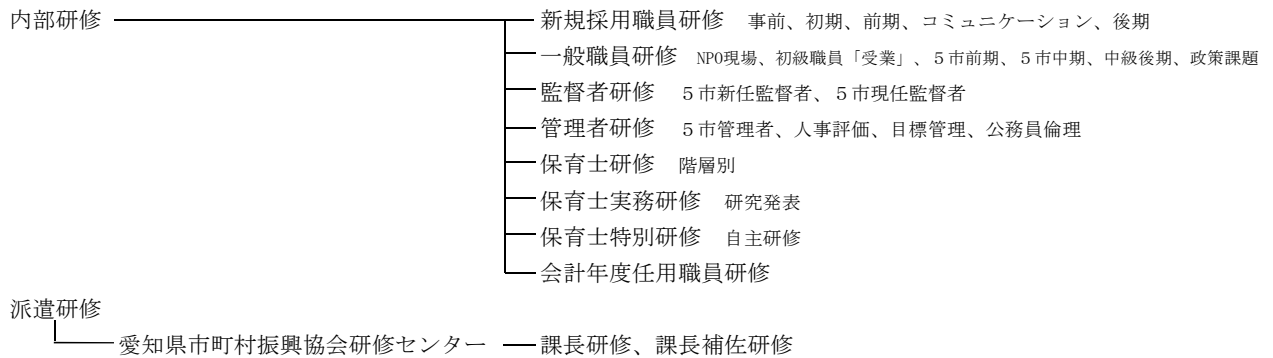 内部研修 新規採用職員研修 事前、初期、前期、コミュニケーション、後期
一般職員研修 NPO現場、初級職員「受業」、５市前期、５市中期、中級後期、政策課題
監督者研修 ５市新任監督者、５市現任監督者
管理者研修 ５市管理者、人事評価、目標管理、公務員倫理
保育士研修 階層別
保育士実務研修 研究発表
保育士特別研修 自主研修
会計年度任用職員研修
派遣研修
愛知県市町村振興協会研修センター 課長研修、課長補佐研修